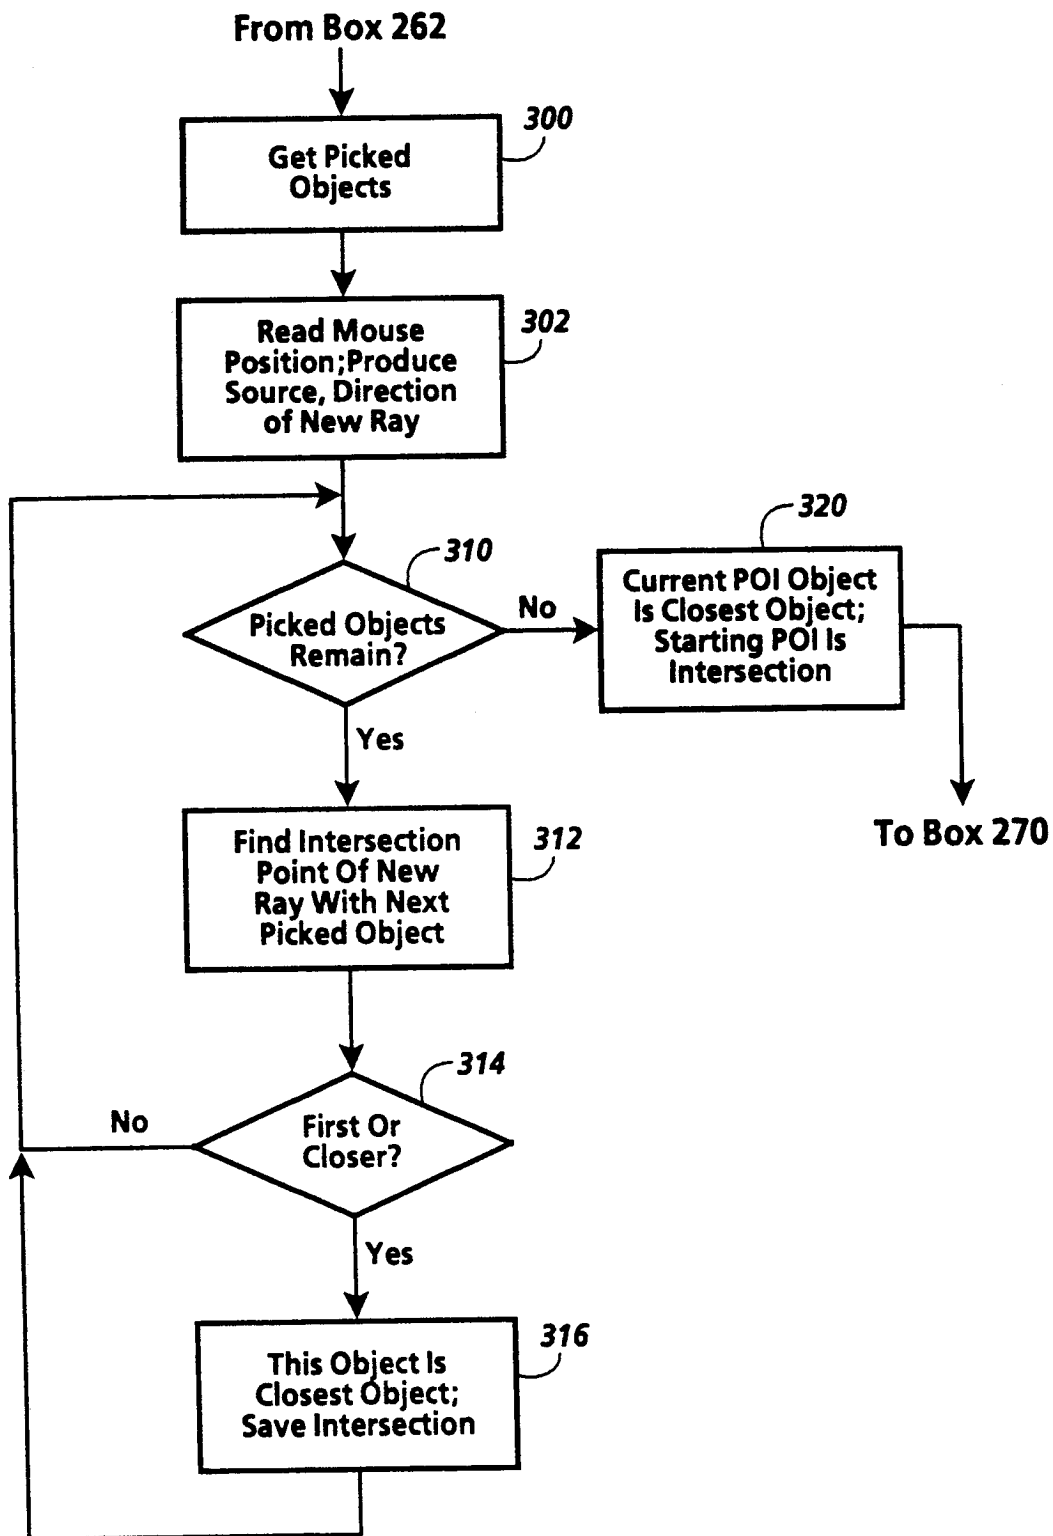 From Box 262
300
Get Picked
Objects
302
Read Mouse
Position;Produce
Source, Direction
of New Ray
310
Picked Objects
Remain?
No
320
Current POI Object
Is Closest Object;
Starting POI Is
Intersection
Yes
To Box 270
312
Find Intersection
Point Of New
Ray With Next
Picked Object
314
First Or
Closer?
No
Yes
316
This Object Is
Closest Object;
Save Intersection